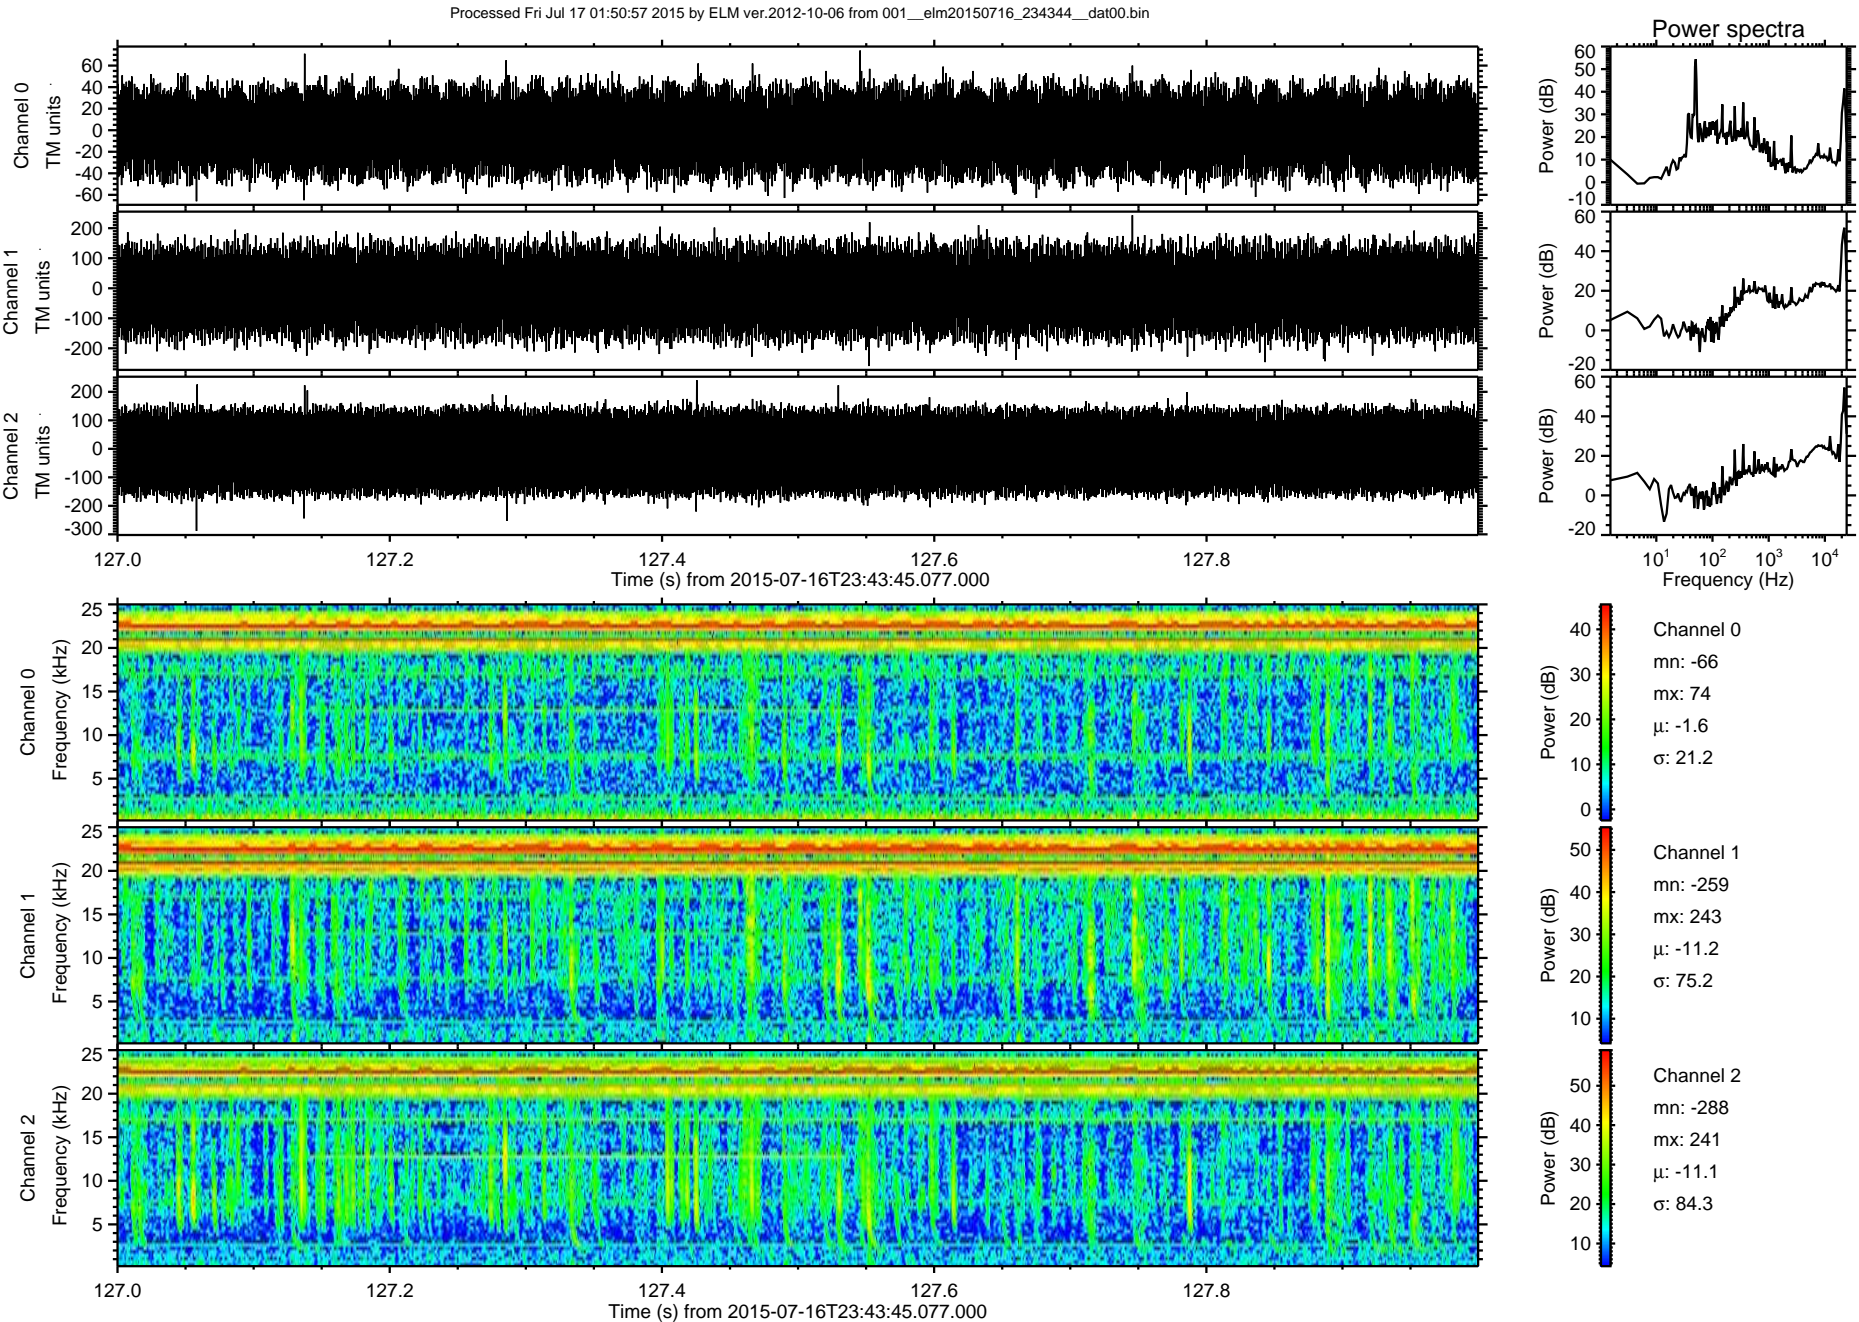 Processed Fri Jul 17 01:50:57 2015 by ELM ver.2012-10-06 from 001__elm20150716_234344__dat00.bin
Power spectra
Channel 0
TM units
60
40
20
0
-20
-40
-60
Power (dB)
60
50
40
30
20
10
0
-10
Channel 1
TM units
200
100
0
-100
-200
Power (dB)
60
40
20
0
-20
Channel 2
TM units
200
100
0
-100
-200
-300
Power (dB)
60
40
20
0
-20
127.0 127.2 127.4 127.6 127.8
Time (s) from 2015-07-16T23:43:45.077.000
10¹ 10² 10³ 10⁴
Frequency (Hz)
Channel 0
Frequency (kHz)
25
20
15
10
5
Power (dB)
40
30
20
10
0
Channel 0
mn: -66
mx: 74
μ: -1.6
σ: 21.2
Channel 1
Frequency (kHz)
25
20
15
10
5
Power (dB)
50
40
30
20
10
Channel 1
mn: -259
mx: 243
μ: -11.2
σ: 75.2
Channel 2
Frequency (kHz)
25
20
15
10
5
Power (dB)
50
40
30
20
10
Channel 2
mn: -288
mx: 241
μ: -11.1
σ: 84.3
127.0 127.2 127.4 127.6 127.8
Time (s) from 2015-07-16T23:43:45.077.000